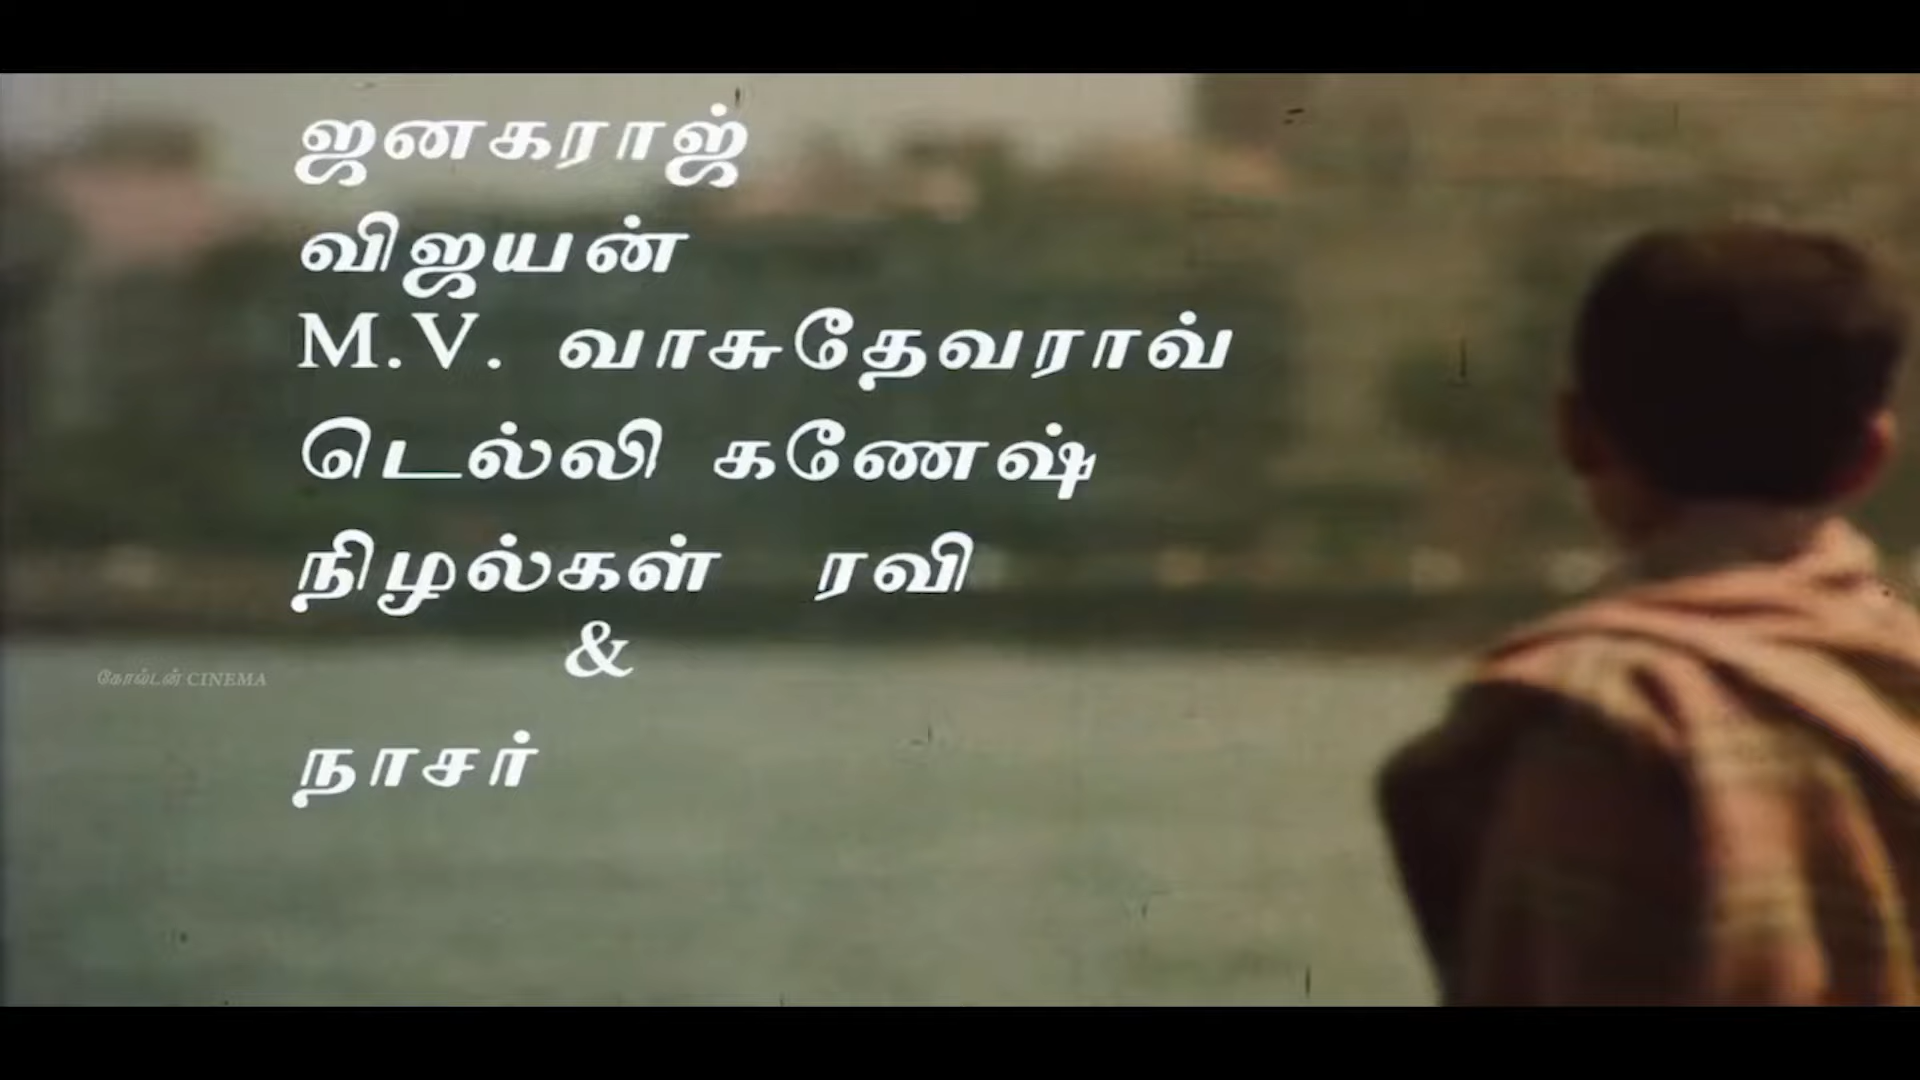 ஜனகராஜ்
விஜயன்
M.V. வாசுதேவராவ்
டெல்லி கணேஷ்
நிழல்கள் ரவி
&
கோல்டன் CINEMA
நாசர்